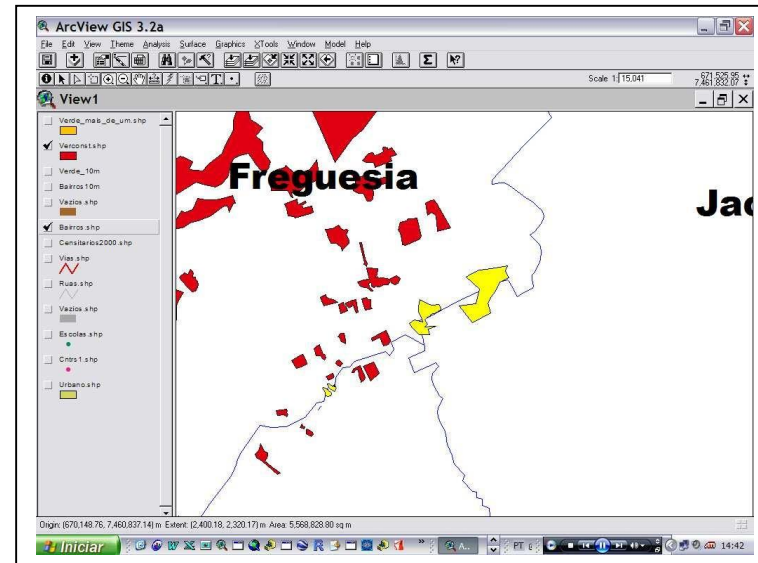 ArcView GIS 3.2a
File Edit View Theme Analysis Surface Graphics XTools Window Model Help
Scale 1: 15,041
671,525.95
7,461,832.07
View1
Verde_mais_de_um.shp
Verconst.shp
Verde_10m
Bairros10m
Vazios.shp
Bairros.shp
Censitarios2000.shp
Vias.shp
Ruas.shp
Vazios.shp
Escolas.shp
Cntrs1.shp
Urbano.shp
Freguesia
Jac
Origin: (670,148.76, 7,460,837.14) m Extent: (2,400.18, 2,320.17) m Area: 5,568,828.80 sq m
Iniciar
A..
PT
14:42